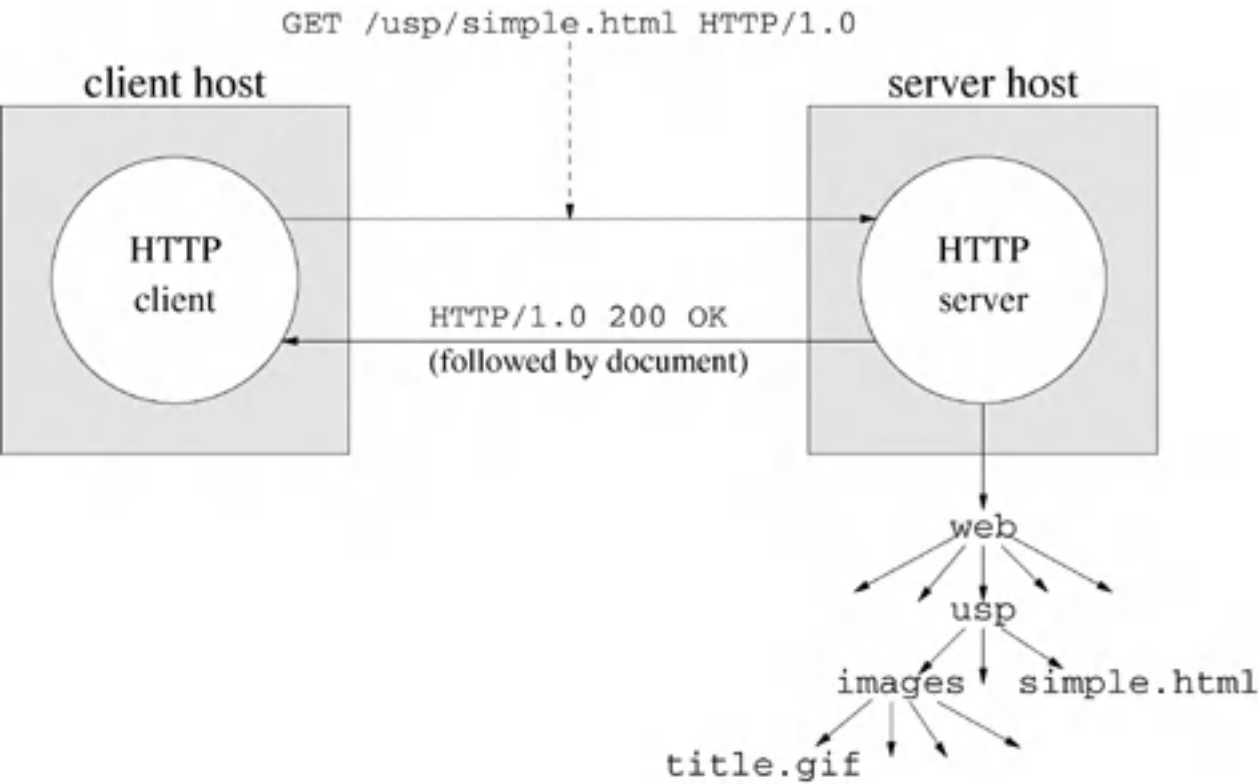 GET /usp/simple.html HTTP/1.0
client host
server host
HTTP
client
HTTP
server
HTTP/1.0 200 OK
(followed by document)
web
usp
images
simple.html
title.gif